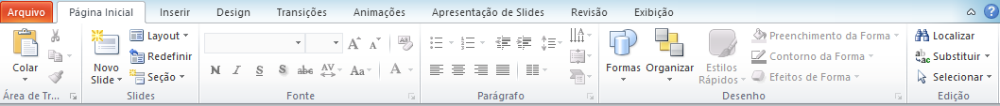 Arquivo Página Inicial Inserir Design Transições Animações Apresentação de Slides Revisão Exibição
Colar
Novo
Slide
Layout
Redefinir
Seção
N I S S abc AV Aa A
A A
Formas
Organizar
Estilos
Rápidos
Preenchimento da Forma
Contorno da Forma
Efeitos de Forma
Localizar
Substituir
Selecionar
Área de Tr... Slides Fonte Parágrafo Desenho Edição